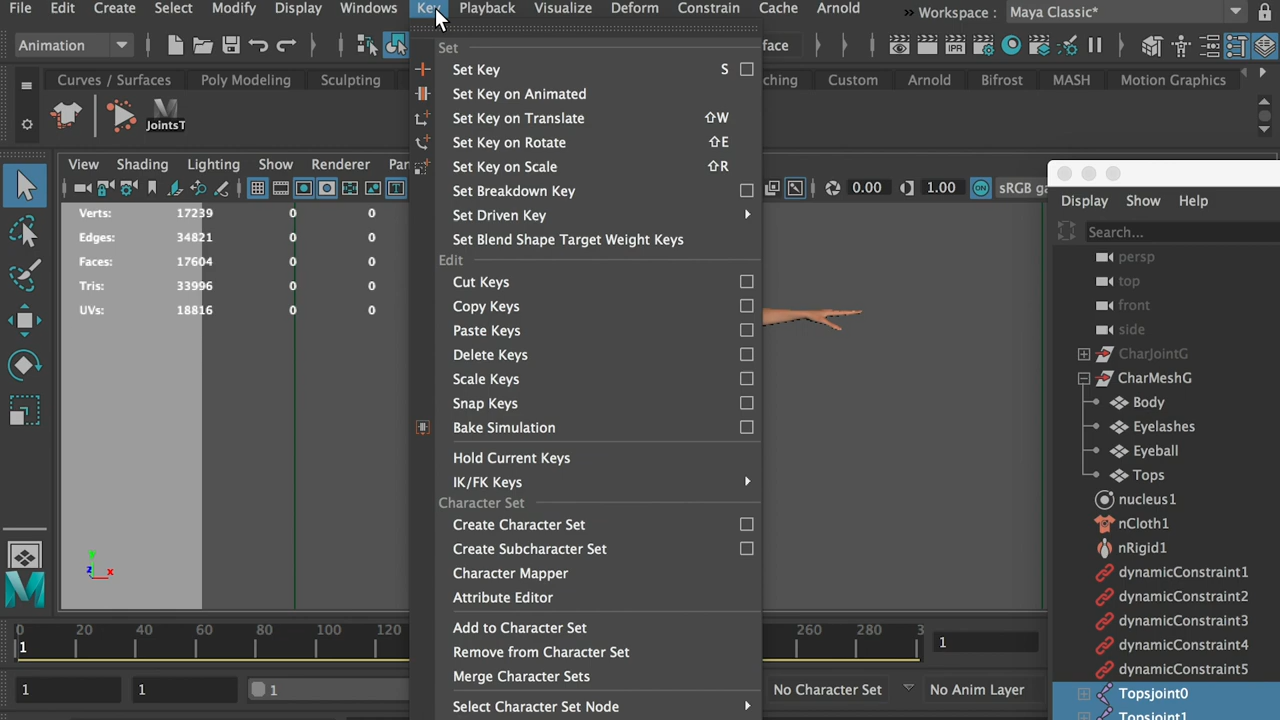 File Edit Create Select Modify Display Windows Key Playback Visualize Deform Constrain Cache Arnold » Workspace : Maya Classic*
Animation face
Curves / Surfaces Poly Modeling Sculpting ching Custom Arnold Bifrost MASH Motion Graphics
JointsT
View Shading Lighting Show Renderer Pan
T 0.00 1.00 ON sRGB ga
Verts: 17239 0 0
Edges: 34821 0 0
Faces: 17604 0 0
Tris: 33996 0 0
UVs: 18816 0 0
y
z x
Set
Set Key S
Set Key on Animated
Set Key on Translate ⇧W
Set Key on Rotate ⇧E
Set Key on Scale ⇧R
Set Breakdown Key
Set Driven Key
Set Blend Shape Target Weight Keys
Edit
Cut Keys
Copy Keys
Paste Keys
Delete Keys
Scale Keys
Snap Keys
Bake Simulation
Hold Current Keys
IK/FK Keys
Character Set
Create Character Set
Create Subcharacter Set
Character Mapper
Attribute Editor
Add to Character Set
Remove from Character Set
Merge Character Sets
Select Character Set Node
Display Show Help
Search...
persp
top
front
side
CharJointG
CharMeshG
Body
Eyelashes
Eyeball
Tops
nucleus1
nCloth1
nRigid1
dynamicConstraint1
dynamicConstraint2
dynamicConstraint3
dynamicConstraint4
dynamicConstraint5
Topsjoint0
Topsjoint1
0 20 40 60 80 100 120 260 280 3
1 1
1 1 1 No Character Set No Anim Layer